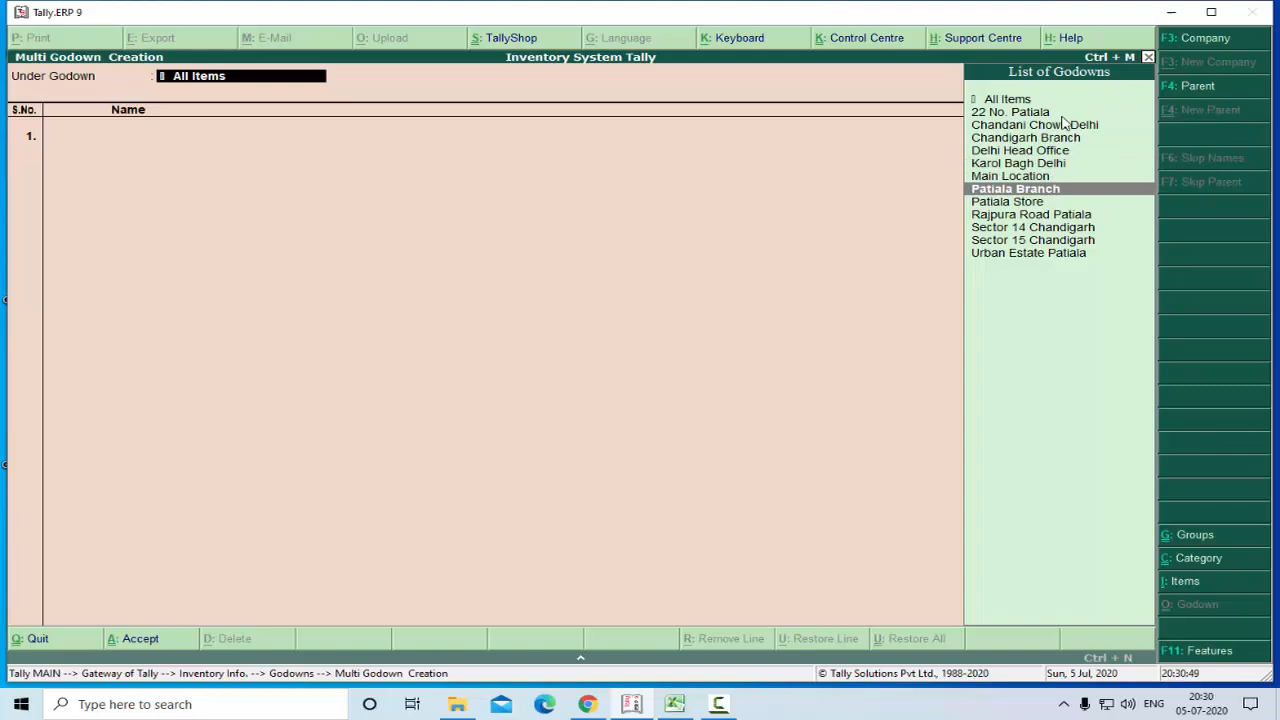 Tally.ERP 9
P: Print
E: Export
M: E-Mail
O: Upload
S: TallyShop
G: Language
K: Keyboard
K: Control Centre
H: Support Centre
H: Help
F3: Company
Multi Godown Creation
Inventory System Tally
Ctrl + M
F3: New Company
Under Godown : All Items
List of Godowns
F4: Parent
S.No. Name
F4: New Parent
1.
All Items
22 No. Patiala
Chandani Chowk Delhi
Chandigarh Branch
Delhi Head Office
Karol Bagh Delhi
Main Location
Patiala Branch
Patiala Store
Rajpura Road Patiala
Sector 14 Chandigarh
Sector 15 Chandigarh
Urban Estate Patiala
F6: Skip Names
F7: Skip Parent
G: Groups
C: Category
I: Items
O: Godown
F11: Features
Q: Quit
A: Accept
D: Delete
R: Remove Line
U: Restore Line
U: Restore All
Ctrl + N
Tally MAIN --> Gateway of Tally --> Inventory Info. --> Godowns --> Multi Godown Creation
© Tally Solutions Pvt Ltd., 1988-2020
Sun, 5 Jul, 2020
20:30:49
Type here to search
ENG
20:30
05-07-2020